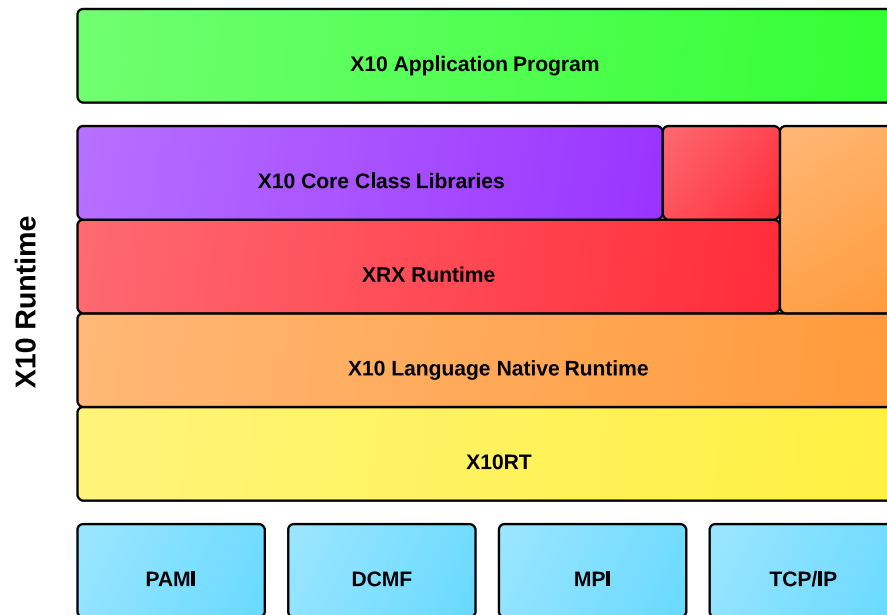 X10 Application Program
X10 Runtime
X10 Core Class Libraries
XRX Runtime
X10 Language Native Runtime
X10RT
PAMI
DCMF
MPI
TCP/IP